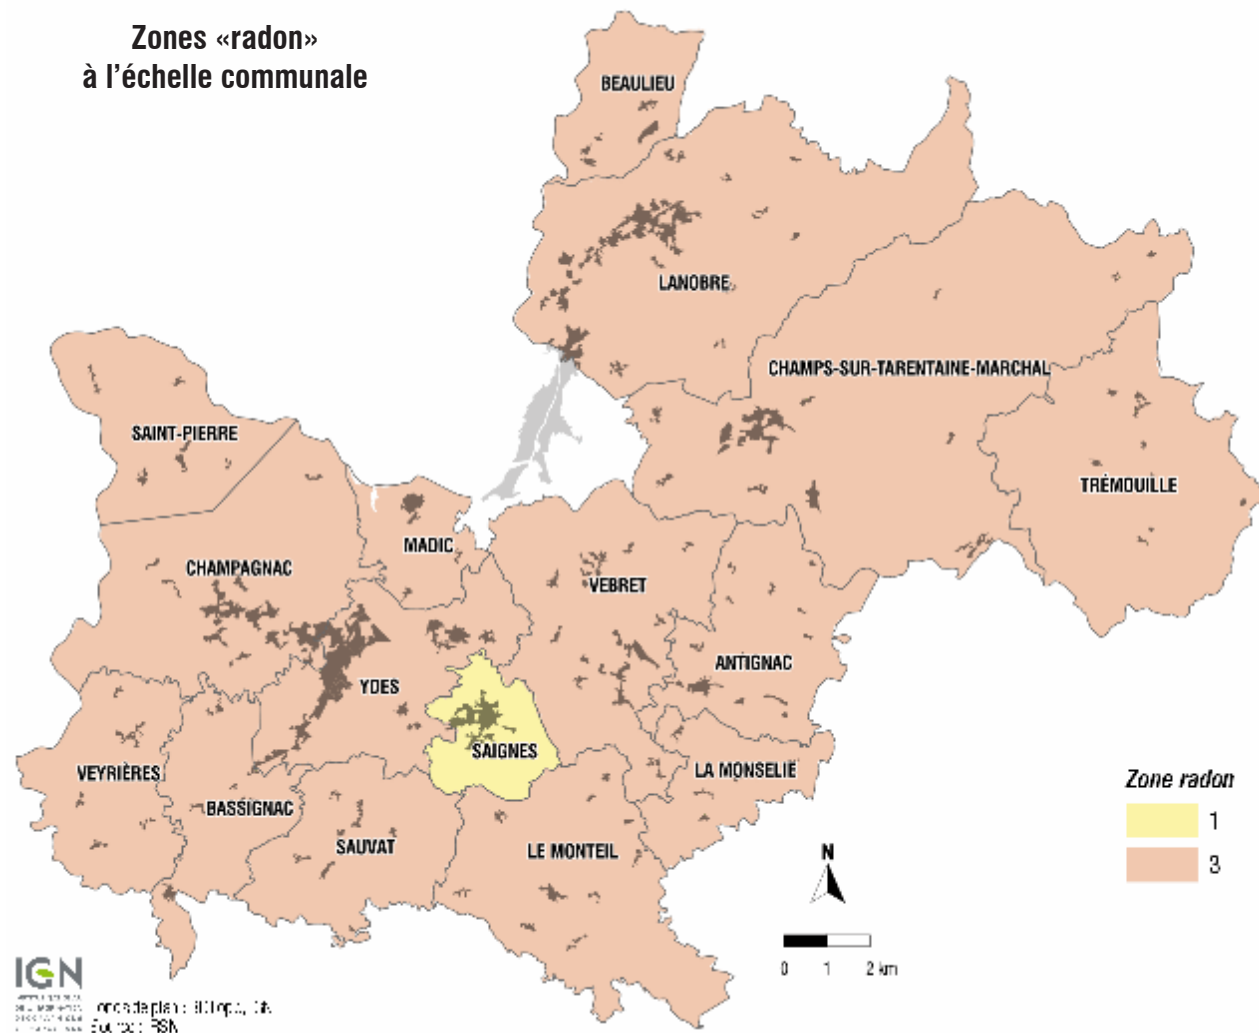 Zones «radon»
à l'échelle communale
BEAULIEU
LANOBRE
CHAMPS-SUR-TARENTAINE-MARCHAL
SAINT-PIERRE
TRÉMOUILLE
MADIC
CHAMPAGNAC
VEBRET
ANTIGNAC
YDES
SAIGNES
LA MONSELIE
VEYRIÈRES
BASSIGNAC
SAUVAT
LE MONTEIL
Zone radon
1
3
N
0 1 2 km
IGN